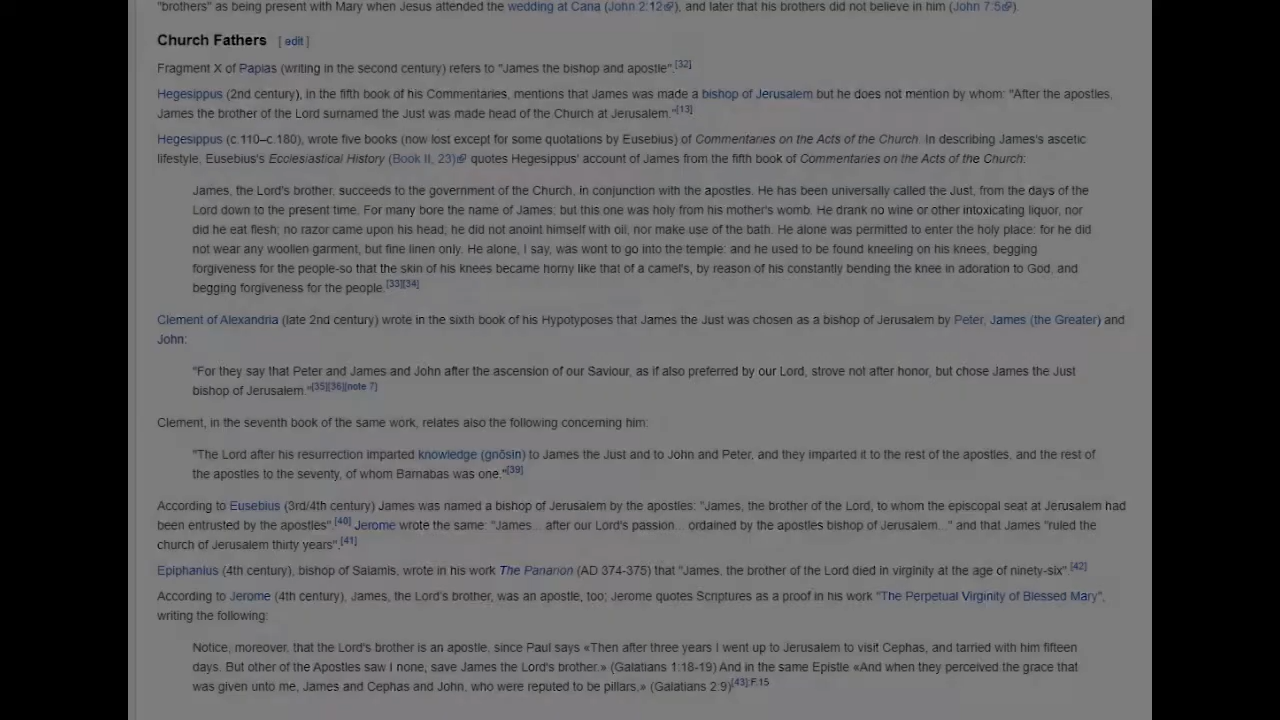 "brothers" as being present with Mary when Jesus attended the wedding at Cana (John 2:12), and later that his brothers did not believe in him (John 7:5).
Church Fathers [ edit ]
Fragment X of Papias (writing in the second century) refers to "James the bishop and apostle".[32]
Hegesippus (2nd century), in the fifth book of his Commentaries, mentions that James was made a bishop of Jerusalem but he does not mention by whom: "After the apostles,
James the brother of the Lord surnamed the Just was made head of the Church at Jerusalem."[13]
Hegesippus (c.110–c.180), wrote five books (now lost except for some quotations by Eusebius) of Commentaries on the Acts of the Church. In describing James's ascetic
lifestyle, Eusebius's Ecclesiastical History (Book II, 23) quotes Hegesippus' account of James from the fifth book of Commentaries on the Acts of the Church:
James, the Lord's brother, succeeds to the government of the Church, in conjunction with the apostles. He has been universally called the Just, from the days of the
Lord down to the present time. For many bore the name of James; but this one was holy from his mother's womb. He drank no wine or other intoxicating liquor, nor
did he eat flesh; no razor came upon his head; he did not anoint himself with oil, nor make use of the bath. He alone was permitted to enter the holy place: for he did
not wear any woollen garment, but fine linen only. He alone, I say, was wont to go into the temple: and he used to be found kneeling on his knees, begging
forgiveness for the people-so that the skin of his knees became horny like that of a camel's, by reason of his constantly bending the knee in adoration to God, and
begging forgiveness for the people.[33][34]
Clement of Alexandria (late 2nd century) wrote in the sixth book of his Hypotyposes that James the Just was chosen as a bishop of Jerusalem by Peter, James (the Greater) and
John:
"For they say that Peter and James and John after the ascension of our Saviour, as if also preferred by our Lord, strove not after honor, but chose James the Just
bishop of Jerusalem."[35][36][note 7]
Clement, in the seventh book of the same work, relates also the following concerning him:
"The Lord after his resurrection imparted knowledge (gnōsin) to James the Just and to John and Peter, and they imparted it to the rest of the apostles, and the rest of
the apostles to the seventy, of whom Barnabas was one."[39]
According to Eusebius (3rd/4th century) James was named a bishop of Jerusalem by the apostles: "James, the brother of the Lord, to whom the episcopal seat at Jerusalem had
been entrusted by the apostles".[40] Jerome wrote the same: "James... after our Lord's passion... ordained by the apostles bishop of Jerusalem..." and that James "ruled the
church of Jerusalem thirty years".[41]
Epiphanius (4th century), bishop of Salamis, wrote in his work The Panarion (AD 374-375) that "James, the brother of the Lord died in virginity at the age of ninety-six".[42]
According to Jerome (4th century), James, the Lord's brother, was an apostle, too; Jerome quotes Scriptures as a proof in his work "The Perpetual Virginity of Blessed Mary",
writing the following:
Notice, moreover, that the Lord's brother is an apostle, since Paul says «Then after three years I went up to Jerusalem to visit Cephas, and tarried with him fifteen
days. But other of the Apostles saw I none, save James the Lord's brother.» (Galatians 1:18-19) And in the same Epistle «And when they perceived the grace that
was given unto me, James and Cephas and John, who were reputed to be pillars,» (Galatians 2:9)[43]:F.15